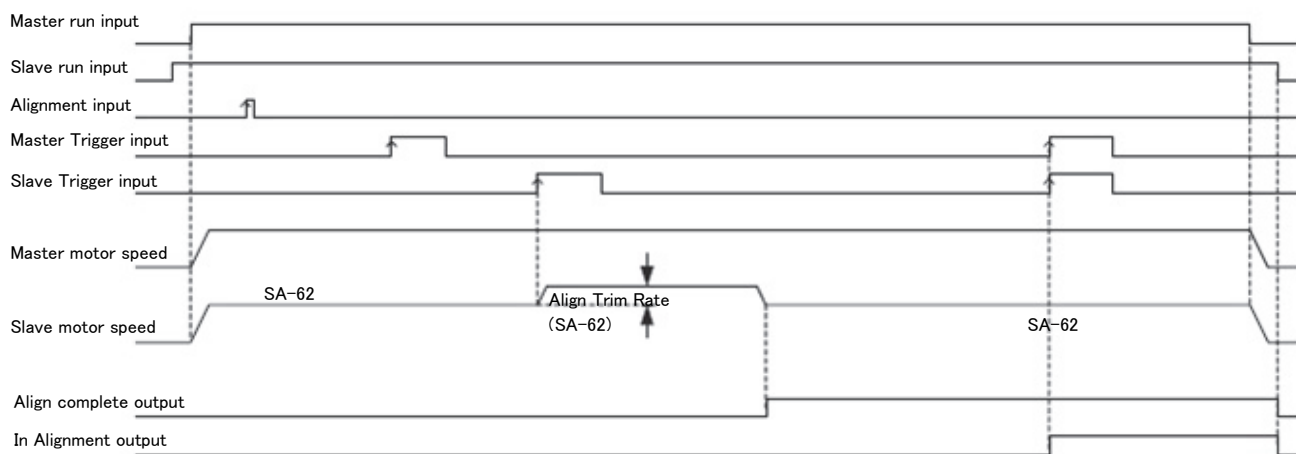 Master run input
Slave run input
Alignment input
Master Trigger input
Slave Trigger input
Master motor speed
SA-62
Align Trim Rate
Slave motor speed
(SA-62)
SA-62
Align complete output
In Alignment output